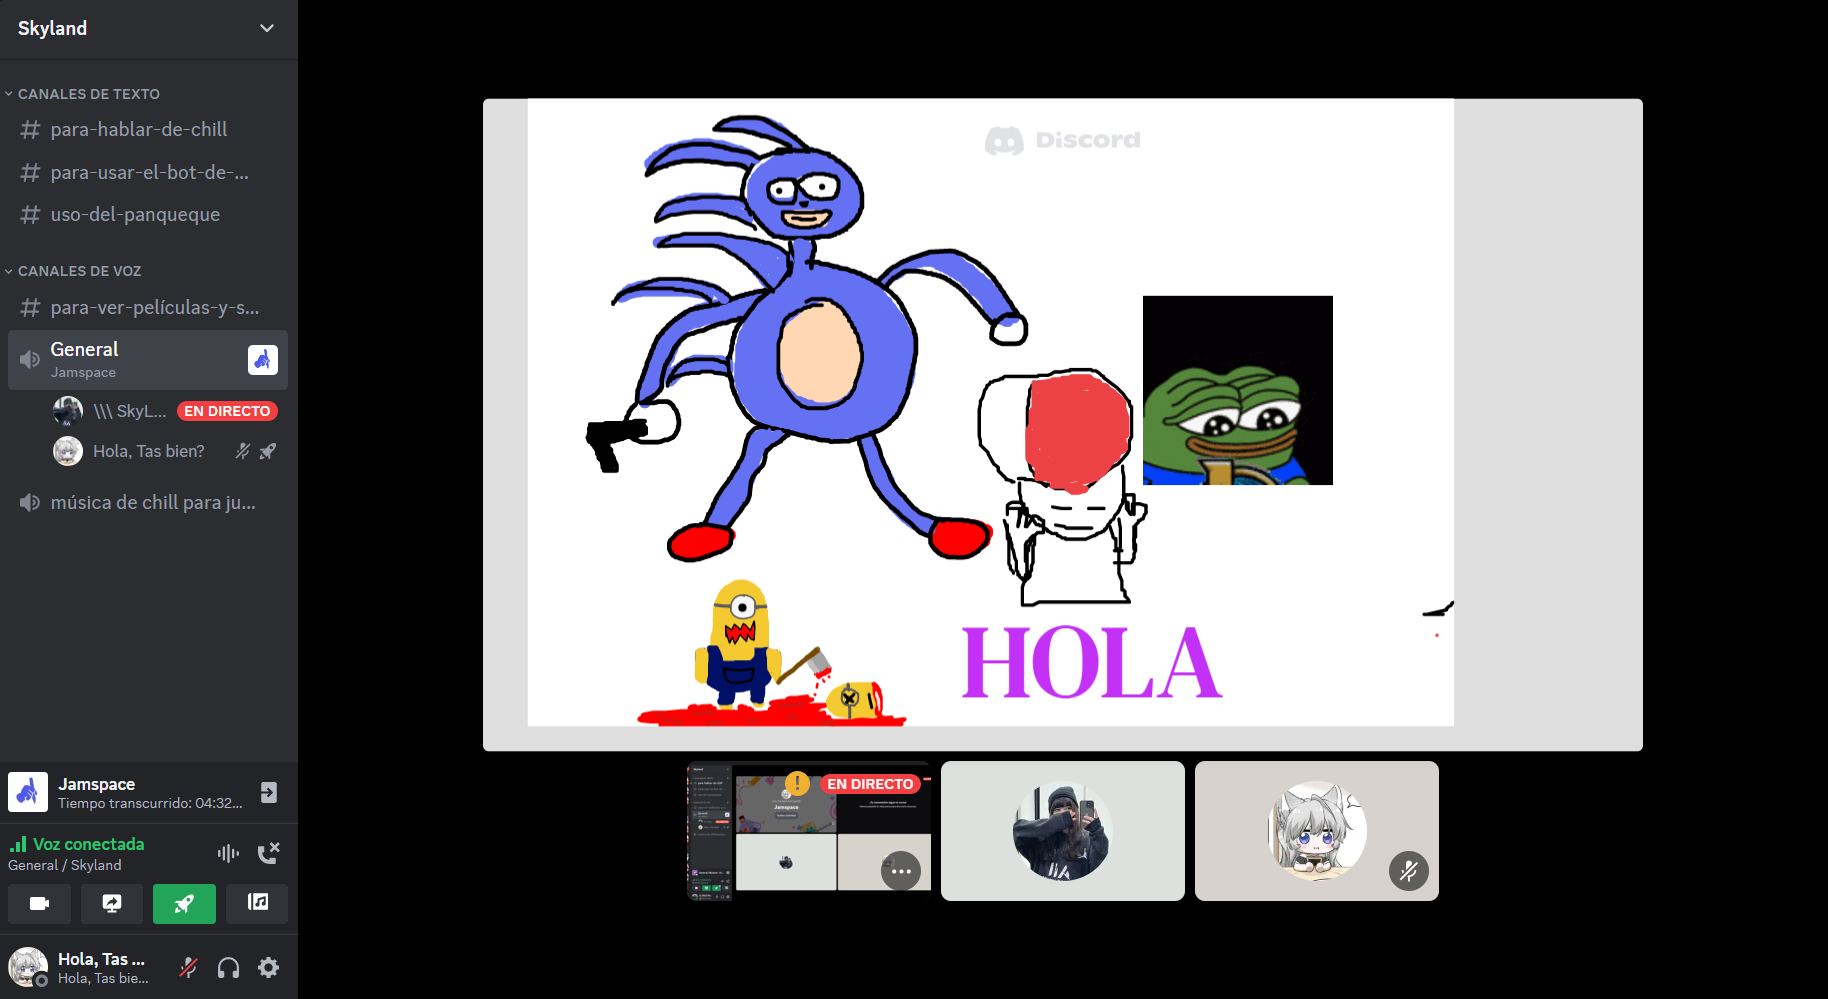 Skyland
CANALES DE TEXTO
para-hablar-de-chill
para-usar-el-bot-de-...
uso-del-panqueque
CANALES DE VOZ
para-ver-películas-y-s...
General
Jamspace
\\\ SkyL... EN DIRECTO
Hola, Tas bien?
música de chill para ju...
Jamspace
Tiempo transcurrido: 04:32...
Voz conectada
General / Skyland
Hola, Tas ...
Hola, Tas bie...
Discord
HOLA
EN DIRECTO
Jamspace